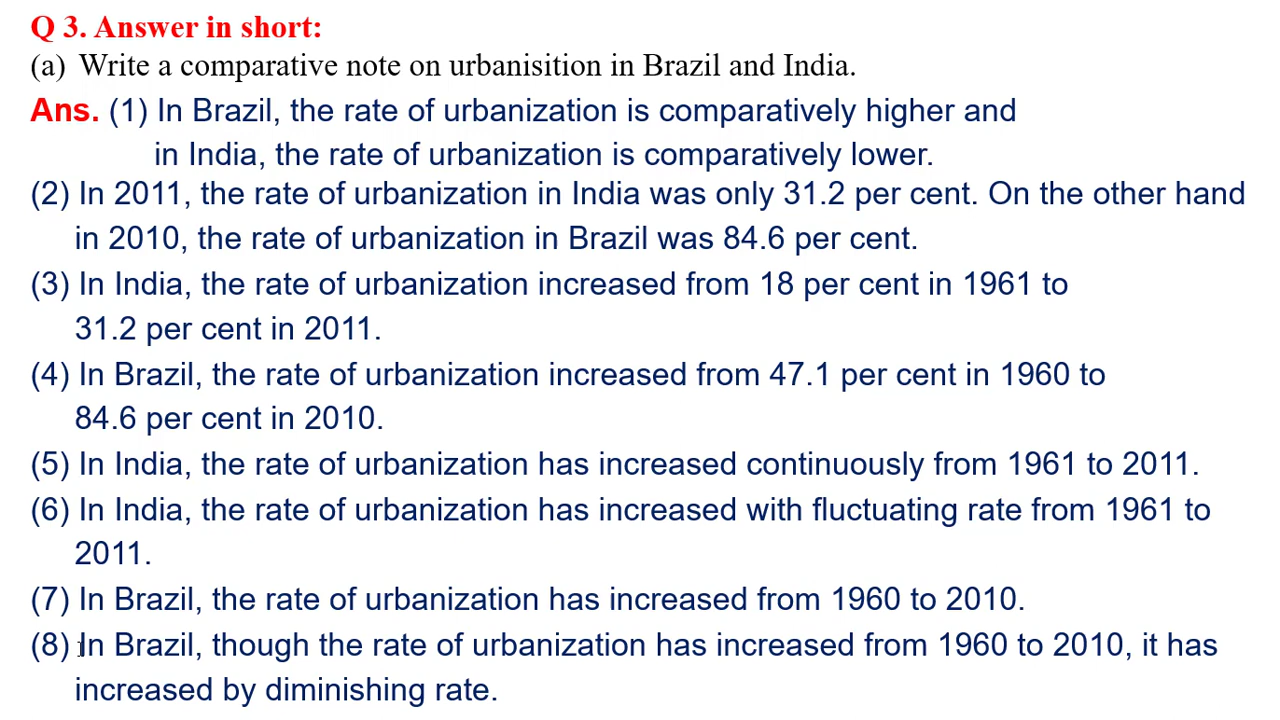 Q 3. Answer in short:
(a) Write a comparative note on urbanisition in Brazil and India.
Ans. (1) In Brazil, the rate of urbanization is comparatively higher and
in India, the rate of urbanization is comparatively lower.
(2) In 2011, the rate of urbanization in India was only 31.2 per cent. On the other hand
in 2010, the rate of urbanization in Brazil was 84.6 per cent.
(3) In India, the rate of urbanization increased from 18 per cent in 1961 to
31.2 per cent in 2011.
(4) In Brazil, the rate of urbanization increased from 47.1 per cent in 1960 to
84.6 per cent in 2010.
(5) In India, the rate of urbanization has increased continuously from 1961 to 2011.
(6) In India, the rate of urbanization has increased with fluctuating rate from 1961 to
2011.
(7) In Brazil, the rate of urbanization has increased from 1960 to 2010.
(8) In Brazil, though the rate of urbanization has increased from 1960 to 2010, it has
increased by diminishing rate.